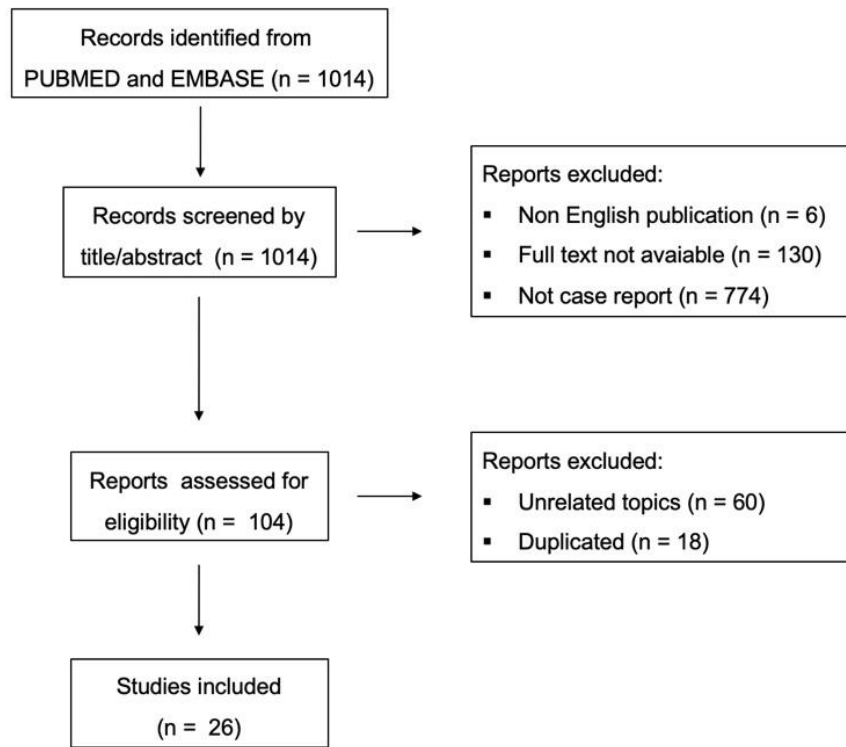 Records identified from
PUBMED and EMBASE (n = 1014)
Records screened by
title/abstract (n = 1014)
Reports excluded:
▪ Non English publication (n = 6)
▪ Full text not avaiable (n = 130)
▪ Not case report (n = 774)
Reports assessed for
eligibility (n = 104)
Reports excluded:
▪ Unrelated topics (n = 60)
▪ Duplicated (n = 18)
Studies included
(n = 26)